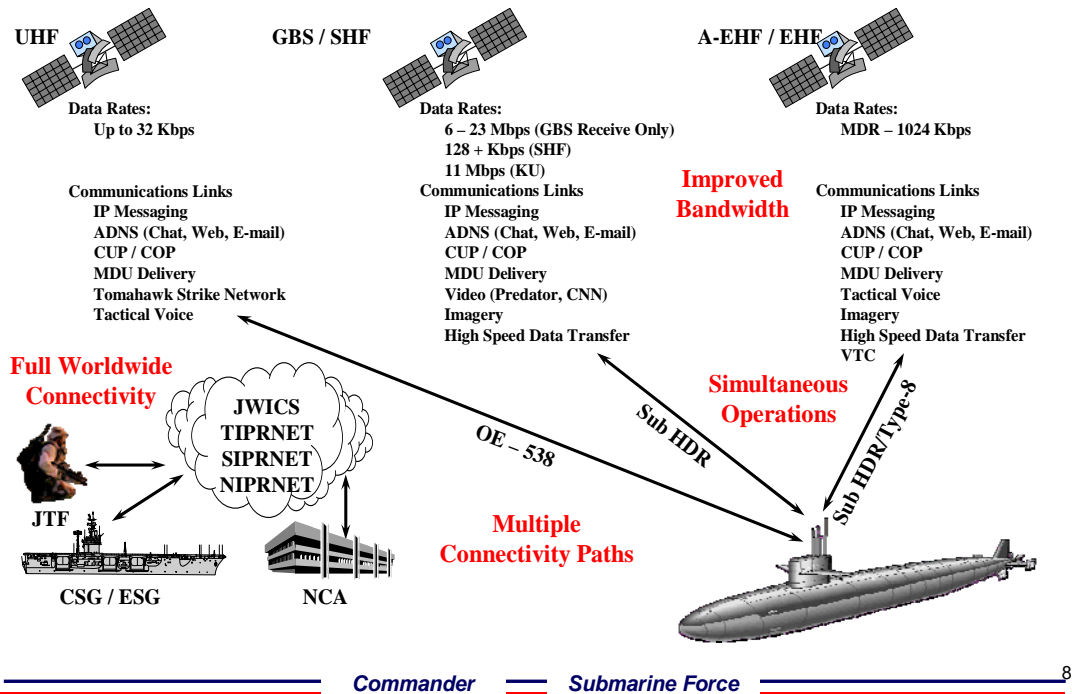 UHF
Data Rates:
Up to 32 Kbps
Communications Links
IP Messaging
ADNS (Chat, Web, E-mail)
CUP / COP
MDU Delivery
Tomahawk Strike Network
Tactical Voice
GBS / SHF
Data Rates:
6 – 23 Mbps (GBS Receive Only)
128 + Kbps (SHF)
11 Mbps (KU)
Communications Links
IP Messaging
ADNS (Chat, Web, E-mail)
CUP / COP
MDU Delivery
Video (Predator, CNN)
Imagery
High Speed Data Transfer
A-EHF / EHF
Data Rates:
MDR – 1024 Kbps
Communications Links
IP Messaging
ADNS (Chat, Web, E-mail)
CUP / COP
MDU Delivery
Tactical Voice
Imagery
High Speed Data Transfer
VTC
Improved
Bandwidth
Full Worldwide
Connectivity
JWICS
TIPRNET
SIPRNET
NIPRNET
Simultaneous
Operations
OE – 538
Sub HDR
Sub HDR/Type-8
JTF
Multiple
Connectivity Paths
CSG / ESG
NCA
Commander Submarine Force
8